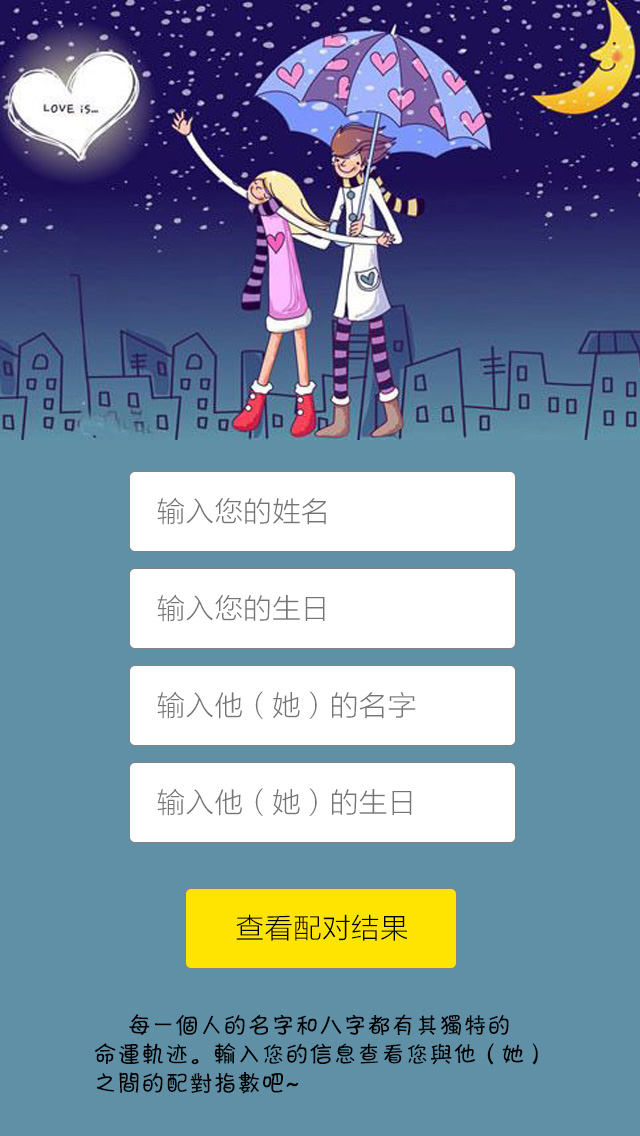 LOVE iS...
输入您的姓名
输入您的生日
输入他（她）的名字
输入他（她）的生日
查看配对结果
每一個人的名字和八字都有其獨特的
命運軌迹。輸入您的信息查看您與他（她）
之間的配對指數吧~